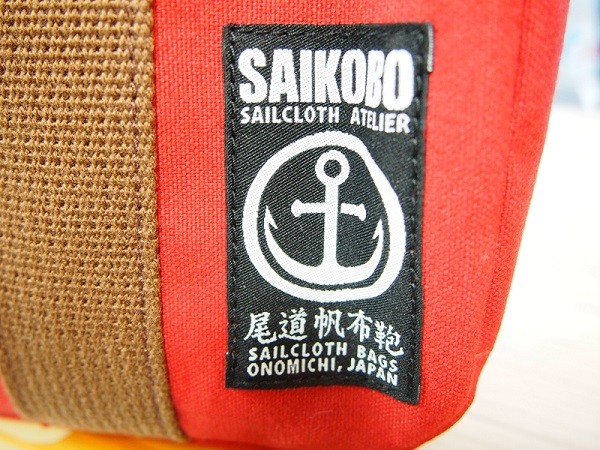 SAIKOBO
SAILCLOTH ATELIER
尾道帆布鞄
SAILCLOTH BAGS
ONOMICHI, JAPAN